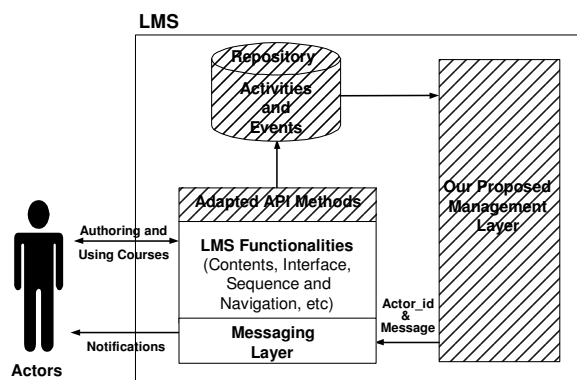 LMS
Repository
Activities
and
Events
Our Proposed
Management
Layer
Adapted API Methods
Authoring and
Using Courses
LMS Functionalities
(Contents, Interface,
Sequence and
Navigation, etc)
Actor_id
&
Message
Messaging
Layer
Notifications
Actors